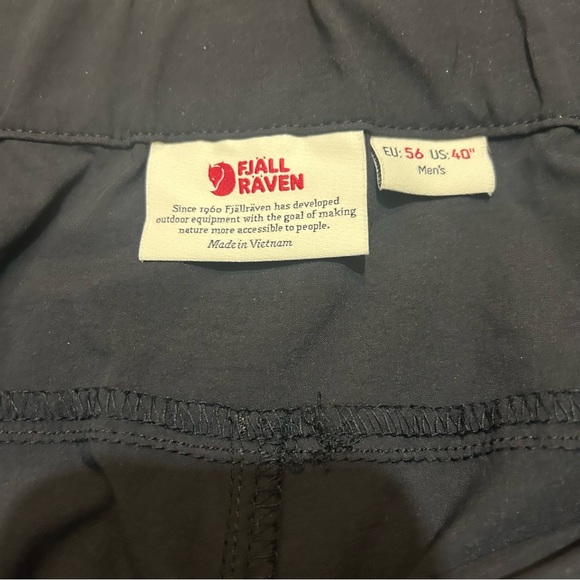 FJÄLL
RÄVEN
Since 1960 Fjällräven has developed
outdoor equipment with the goal of making
nature more accessible to people.
Made in Vietnam
EU: 56 US: 40"
Men's